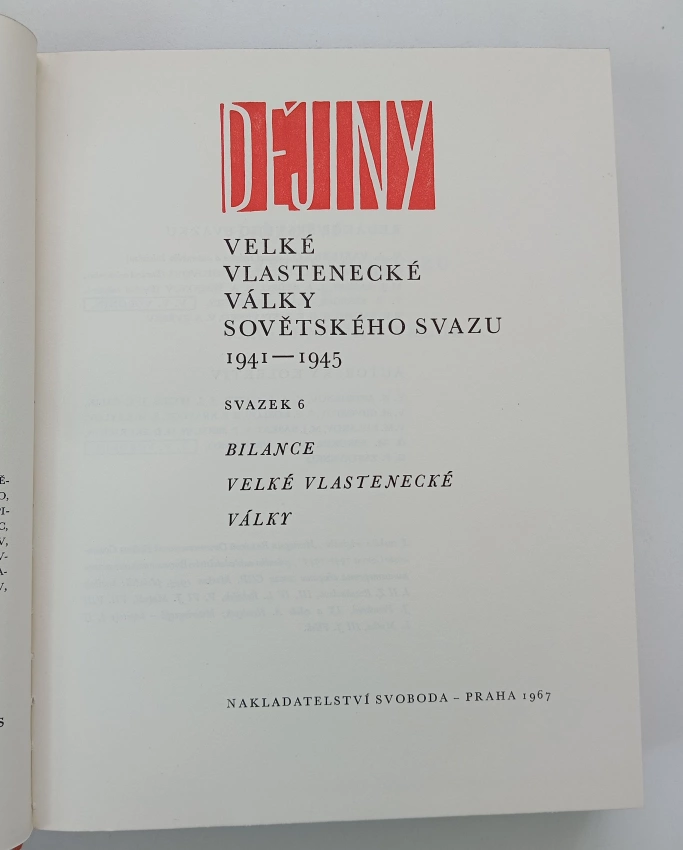 DĚJINY
VELKÉ
VLASTENECKÉ
VÁLKY
SOVĚTSKÉHO SVAZU
1941—1945
SVAZEK 6
BILANCE
VELKÉ VLASTENECKÉ
VÁLKY
NAKLADATELSTVÍ SVOBODA – PRAHA 1967